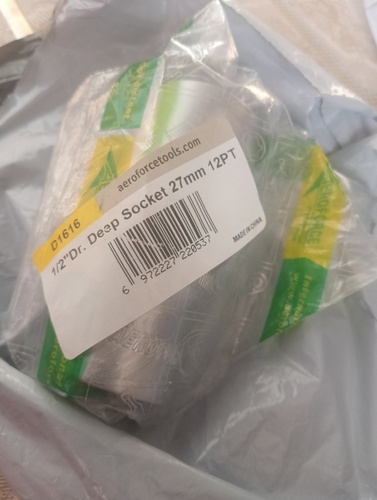 aeroforcetools.com
D1616
1/2"Dr. Deep Socket 27mm 12PT
6 972227 220537
MADE IN CHINA